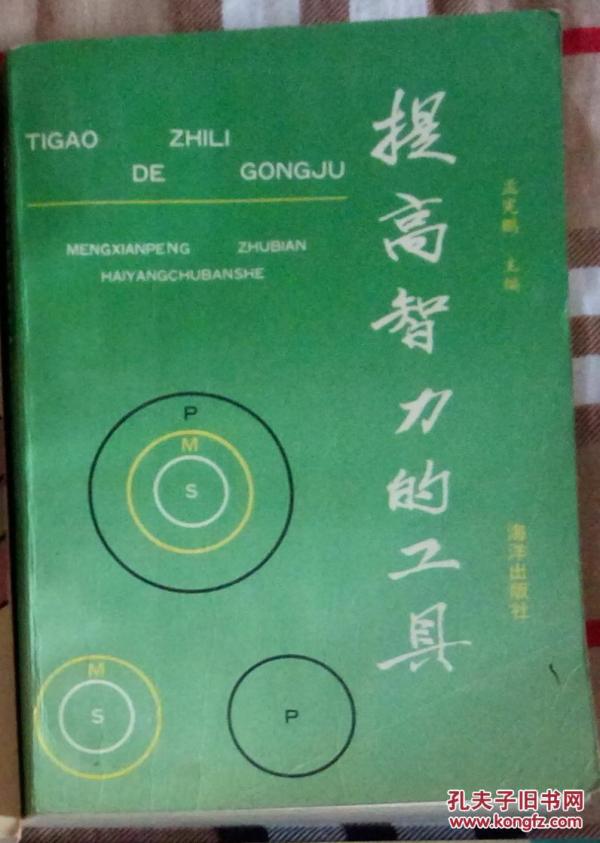 TIGAO ZHILI
DE GONGJU
MENGXIANPENG ZHUBIAN
HAIYANGCHUBANSHE
提高智力的工具
孟宪鹏 主编
海洋出版社
P
M
S
M
S
P
孔夫子旧书网
KONGFZ.COM